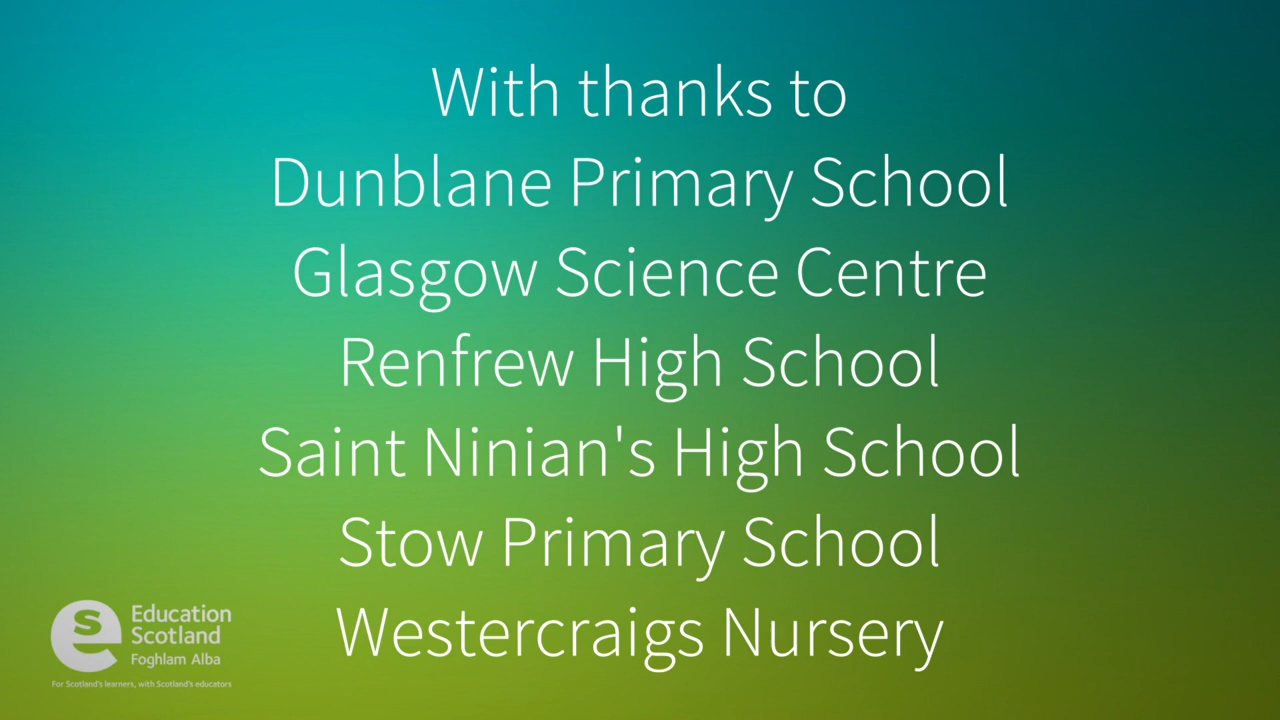 With thanks to
Dunblane Primary School
Glasgow Science Centre
Renfrew High School
Saint Ninian's High School
Stow Primary School
Westercraigs Nursery
Education
Scotland
Foghlam Alba
For Scotland's learners, with Scotland's educators